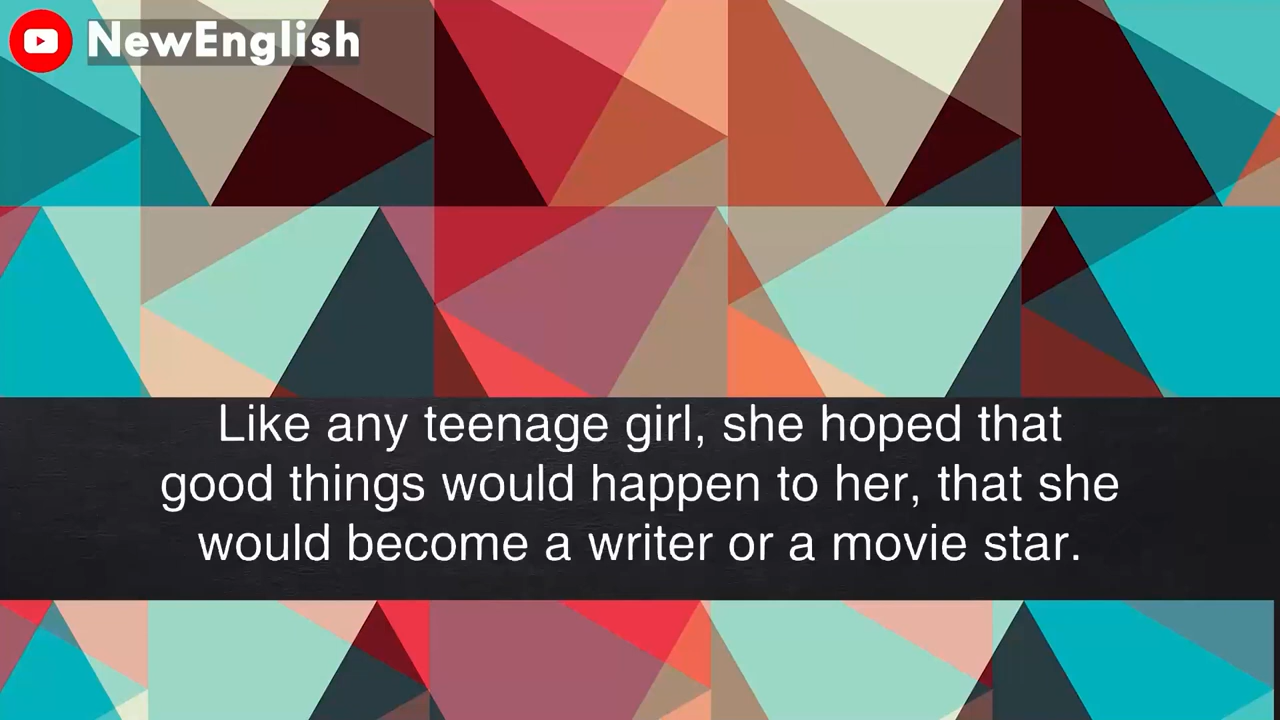 NewEnglish
Like any teenage girl, she hoped that
good things would happen to her, that she
would become a writer or a movie star.